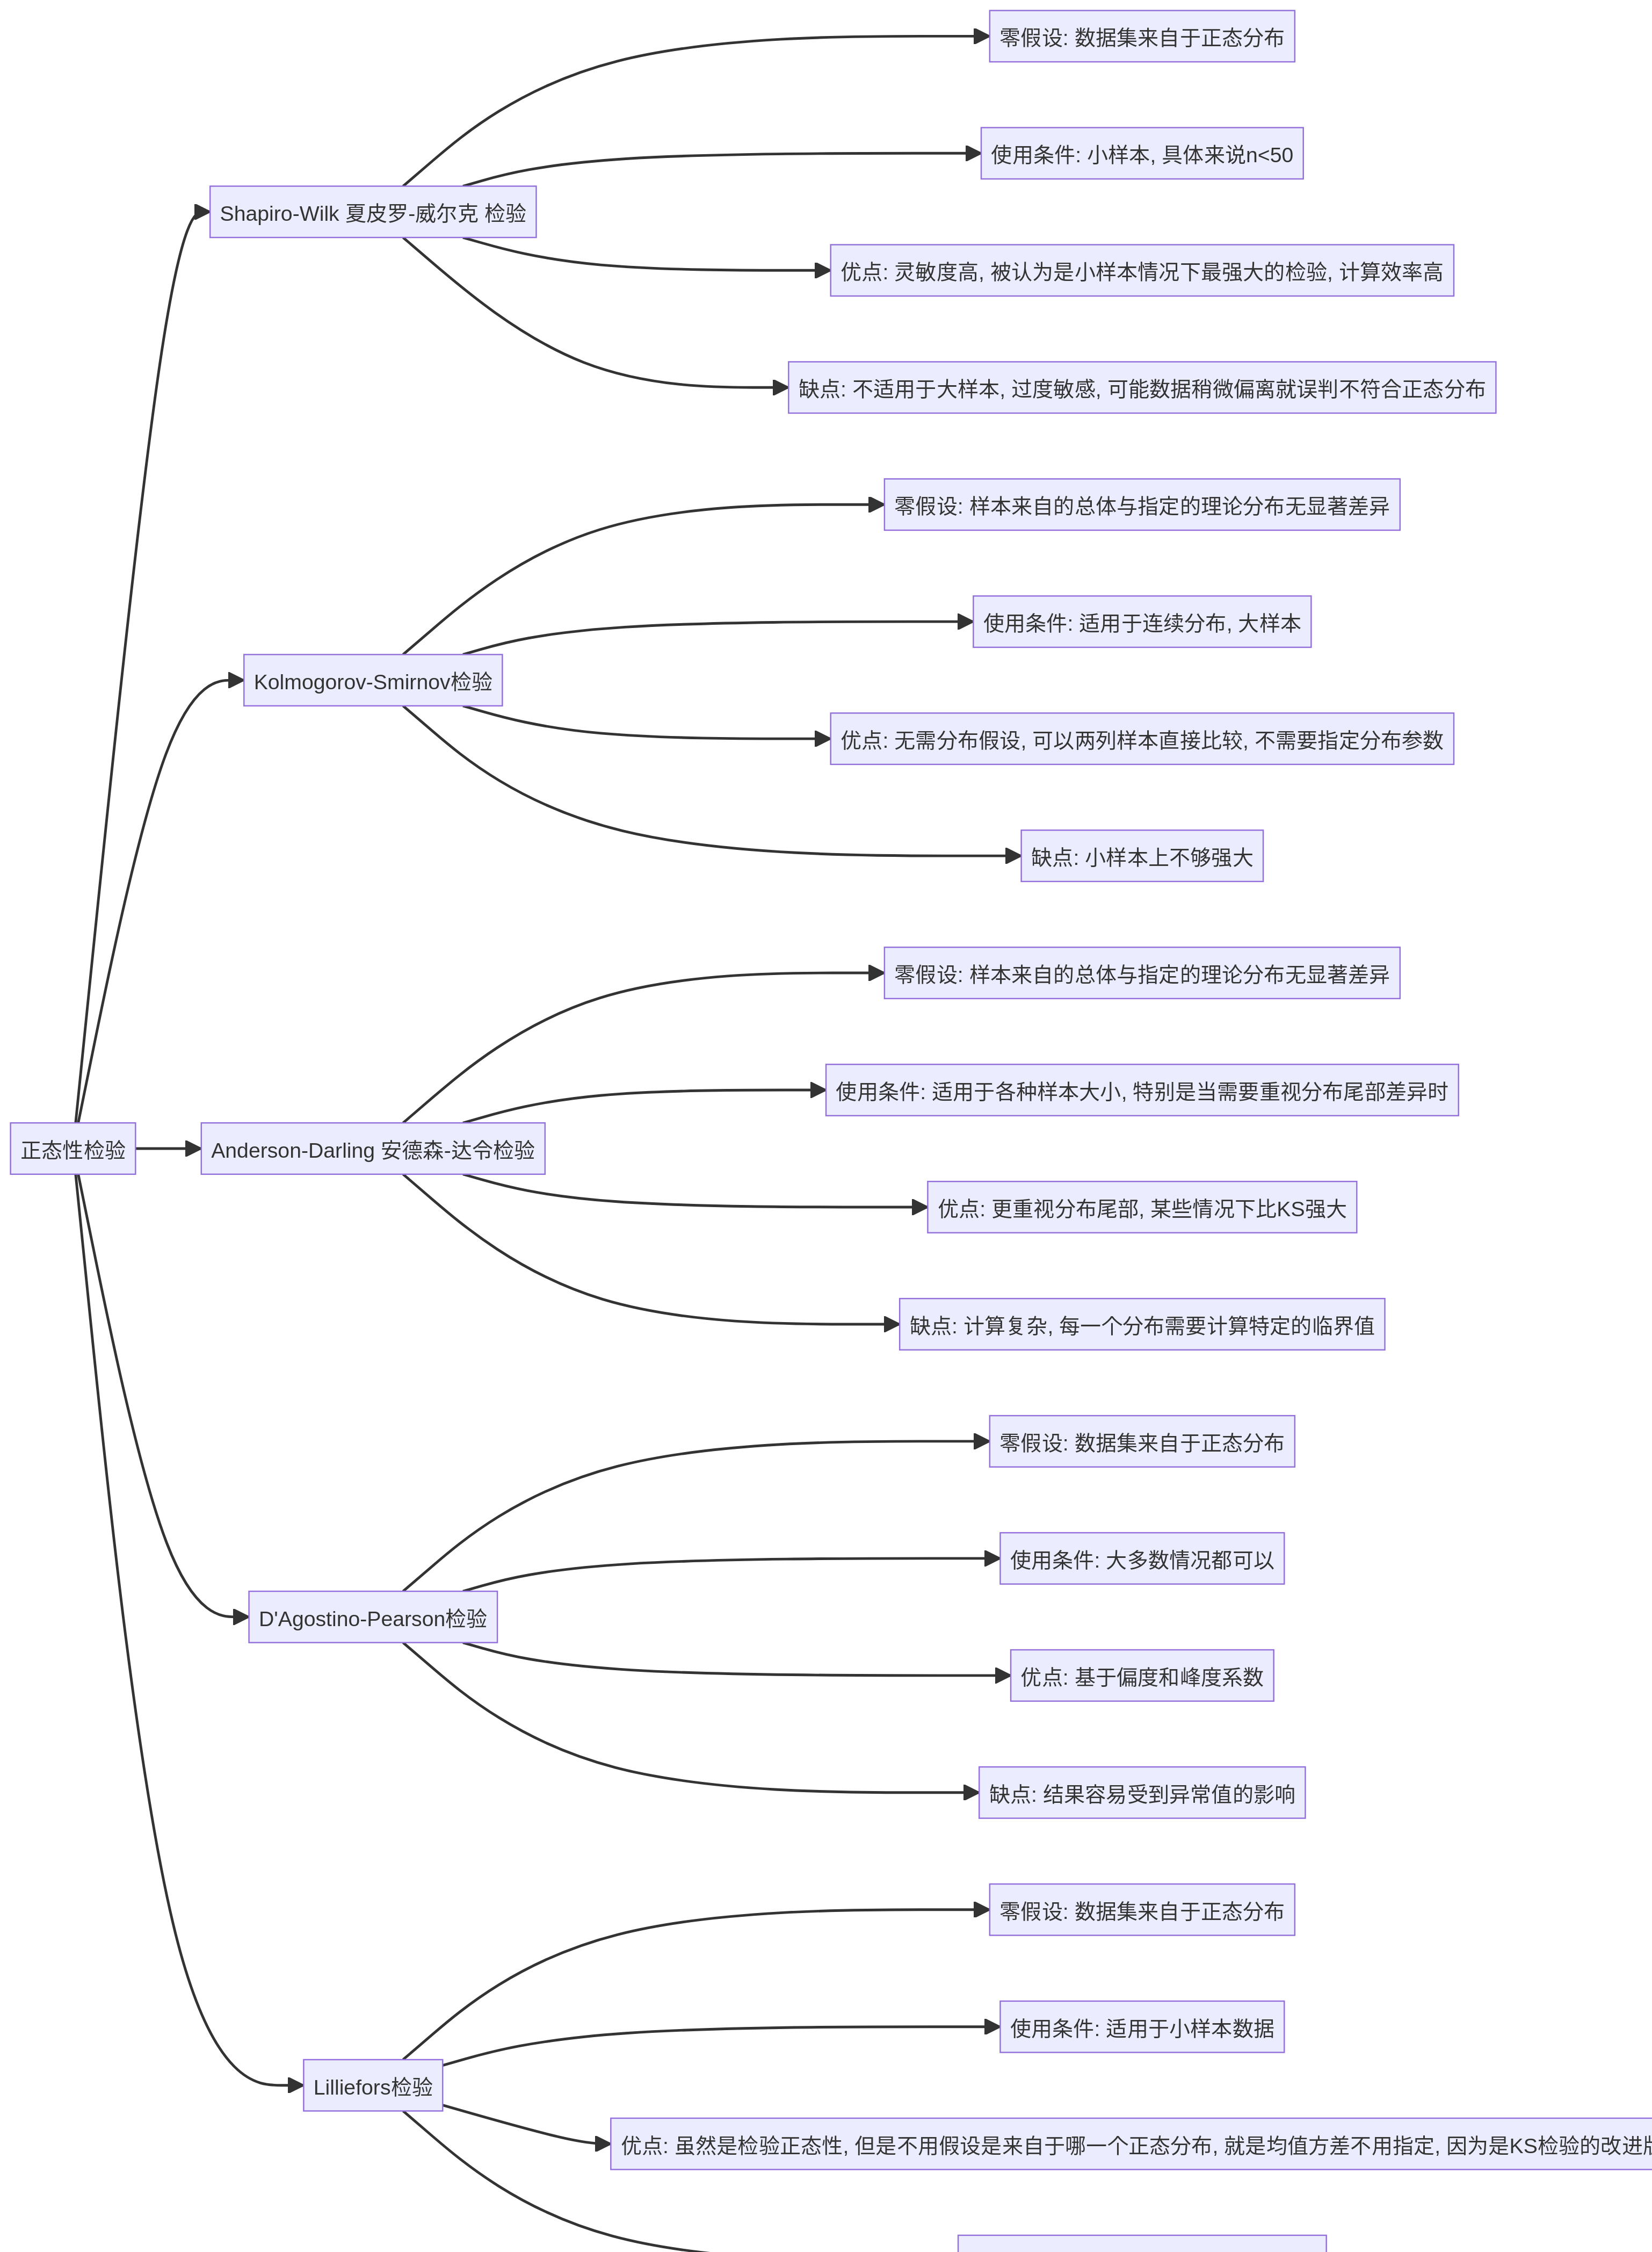 正态性检验
Shapiro-Wilk 夏皮罗-威尔克 检验
零假设: 数据集来自于正态分布
使用条件: 小样本, 具体来说n<50
优点: 灵敏度高, 被认为是小样本情况下最强大的检验, 计算效率高
缺点: 不适用于大样本, 过度敏感, 可能数据稍微偏离就误判不符合正态分布
Kolmogorov-Smirnov检验
零假设: 样本来自的总体与指定的理论分布无显著差异
使用条件: 适用于连续分布, 大样本
优点: 无需分布假设, 可以两列样本直接比较, 不需要指定分布参数
缺点: 小样本上不够强大
Anderson-Darling 安德森-达令检验
零假设: 样本来自的总体与指定的理论分布无显著差异
使用条件: 适用于各种样本大小, 特别是当需要重视分布尾部差异时
优点: 更重视分布尾部, 某些情况下比KS强大
缺点: 计算复杂, 每一个分布需要计算特定的临界值
D'Agostino-Pearson检验
零假设: 数据集来自于正态分布
使用条件: 大多数情况都可以
优点: 基于偏度和峰度系数
缺点: 结果容易受到异常值的影响
Lilliefors检验
零假设: 数据集来自于正态分布
使用条件: 适用于小样本数据
优点: 虽然是检验正态性, 但是不用假设是来自于哪一个正态分布, 就是均值方差不用指定, 因为是KS检验的改进版